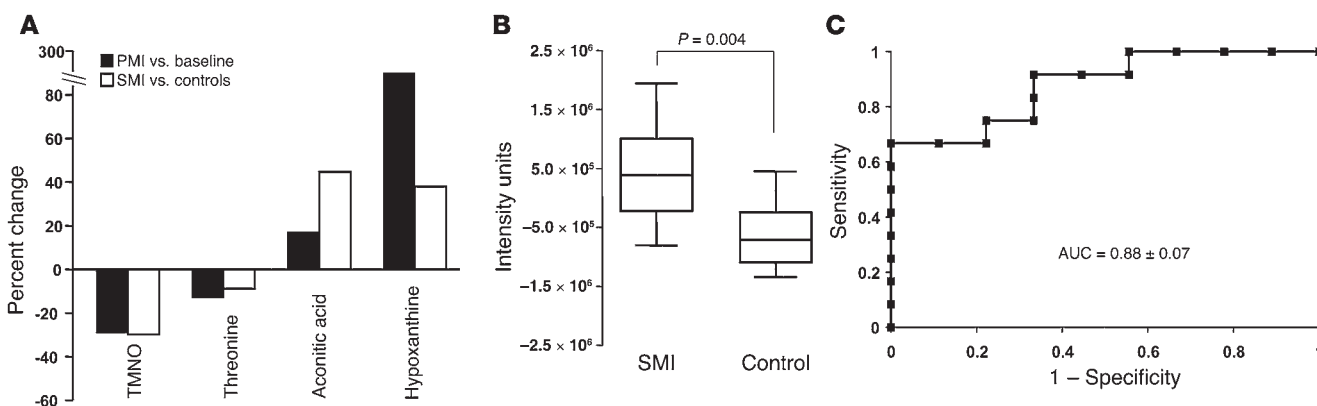 A
Percent change
300
80
60
40
20
0
-20
-40
-60
PMI vs. baseline
SMI vs. controls
TMNO
Threonine
Aconitic acid
Hypoxanthine
B
P = 0.004
Intensity units
2.5 × 10⁶
1.5 × 10⁶
5.0 × 10⁵
−5.0 × 10⁵
−1.5 × 10⁶
−2.5 × 10⁶
SMI Control
C
Sensitivity
1
0.8
0.6
0.4
0.2
0
AUC = 0.88 ± 0.07
0 0.2 0.4 0.6 0.8
1 – Specificity